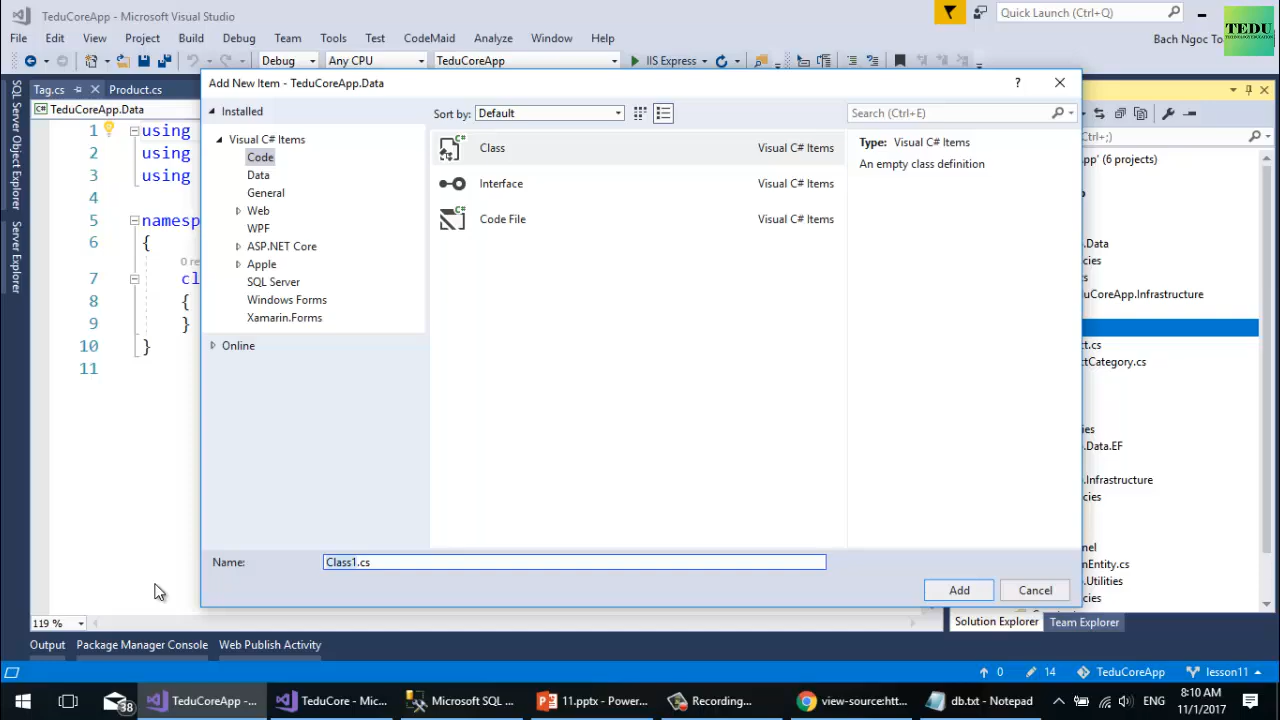 TeduCoreApp - Microsoft Visual Studio
Quick Launch (Ctrl+Q)
TEDU
File Edit View Project Build Debug Team Tools Test CodeMaid Analyze Window Help
Bach Ngoc To
Debug Any CPU TeduCoreApp IIS Express
Tag.cs Product.cs
TeduCoreApp.Data
SQL Server Object Explorer
Server Explorer
1 using
2 using
3 using
5 namesp
6 {
7 cl
8 {
9 }
10 }
11
Add New Item - TeduCoreApp.Data
?
Installed
Sort by: Default
Search (Ctrl+E)
Visual C# Items
Code
Data
General
Web
WPF
ASP.NET Core
Apple
SQL Server
Windows Forms
Xamarin.Forms
Online
Class Visual C# Items
Interface Visual C# Items
Code File Visual C# Items
Type: Visual C# Items
An empty class definition
Name: Class1.cs
Add Cancel
+;)
pp' (6 projects)
.Data
cies
s
duCoreApp.Infrastructure
ct.cs
ctCategory.cs
ies
.Data.EF
.Infrastructure
cies
nel
nEntity.cs
.Utilities
cies
119 %
Solution Explorer Team Explorer
Output Package Manager Console Web Publish Activity
0 14 TeduCoreApp lesson11
38
TeduCoreApp -... TeduCore - Mic... Microsoft SQL ... 11.pptx - Power... Recording... view-source:htt... db.txt - Notepad
ENG
8:10 AM
11/1/2017